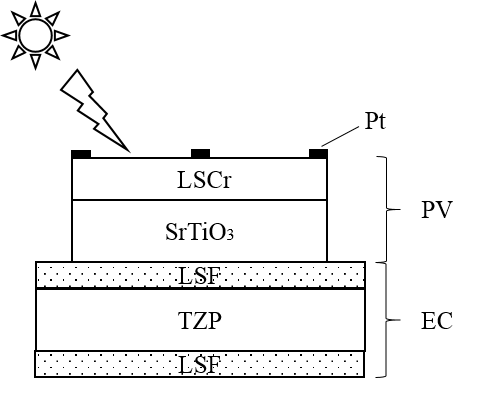 Pt
LSCr
PV
SrTiO₃
LSF
TZP
EC
LSF